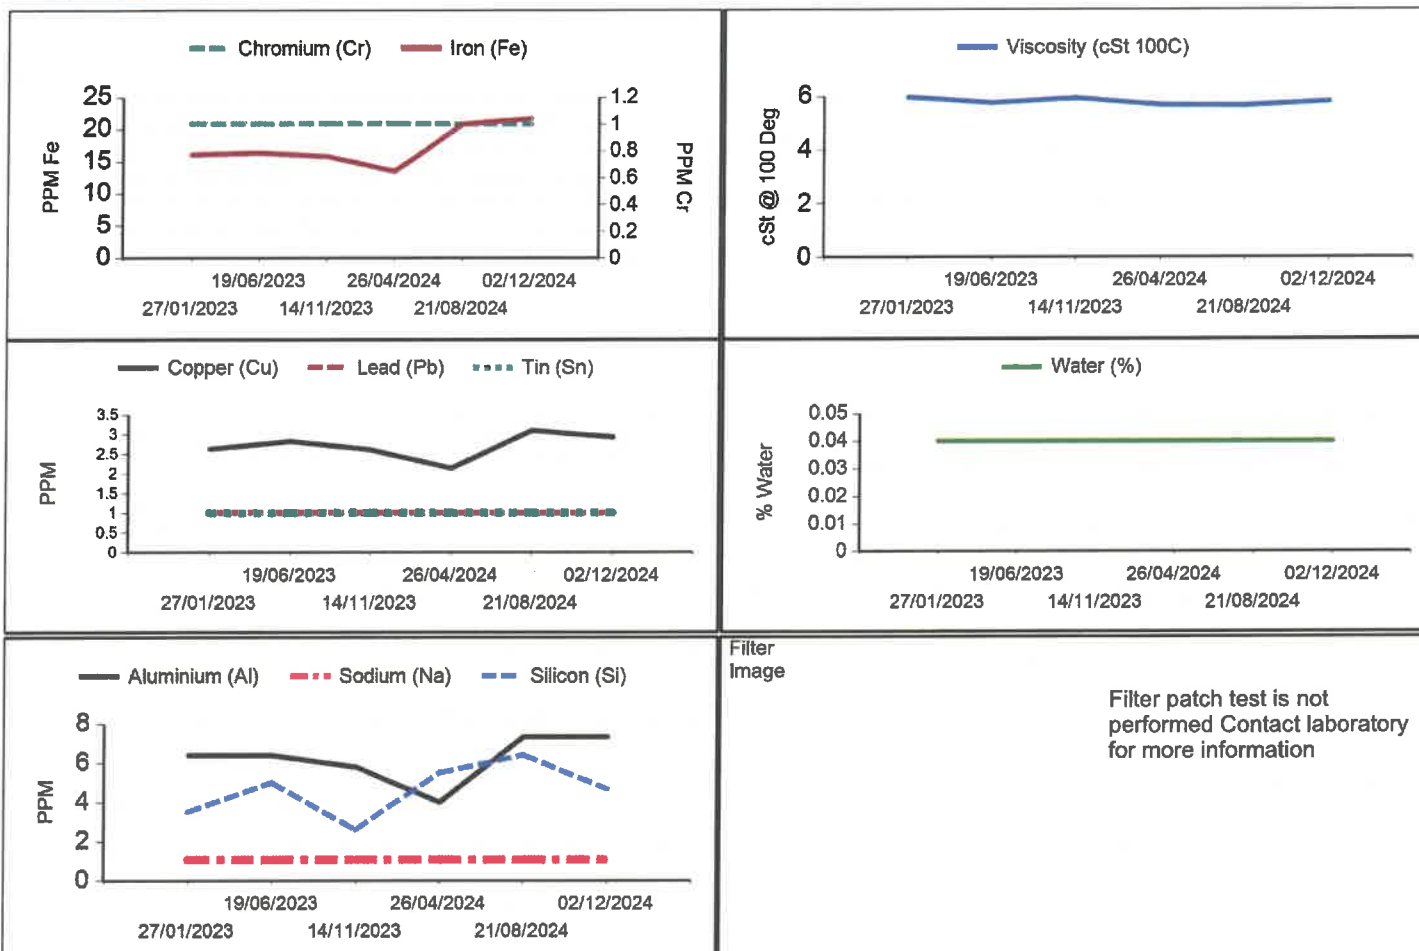 Chromium (Cr) Iron (Fe)
25
20
15
10
5
0
PPM Fe
1.2
1
0.8
0.6
0.4
0.2
0
PPM Cr
19/06/2023 26/04/2024 02/12/2024
27/01/2023 14/11/2023 21/08/2024
Viscosity (cSt 100C)
6
4
2
0
cSt @ 100 Deg
19/06/2023 26/04/2024 02/12/2024
27/01/2023 14/11/2023 21/08/2024
Copper (Cu) Lead (Pb) Tin (Sn)
3.5
3
2.5
2
1.5
1
0.5
0
PPM
19/06/2023 26/04/2024 02/12/2024
27/01/2023 14/11/2023 21/08/2024
Water (%)
0.05
0.04
0.03
0.02
0.01
0
% Water
19/06/2023 26/04/2024 02/12/2024
27/01/2023 14/11/2023 21/08/2024
Aluminium (Al) Sodium (Na) Silicon (Si)
8
6
4
2
0
PPM
19/06/2023 26/04/2024 02/12/2024
27/01/2023 14/11/2023 21/08/2024
Filter
Image
Filter patch test is not
performed Contact laboratory
for more information